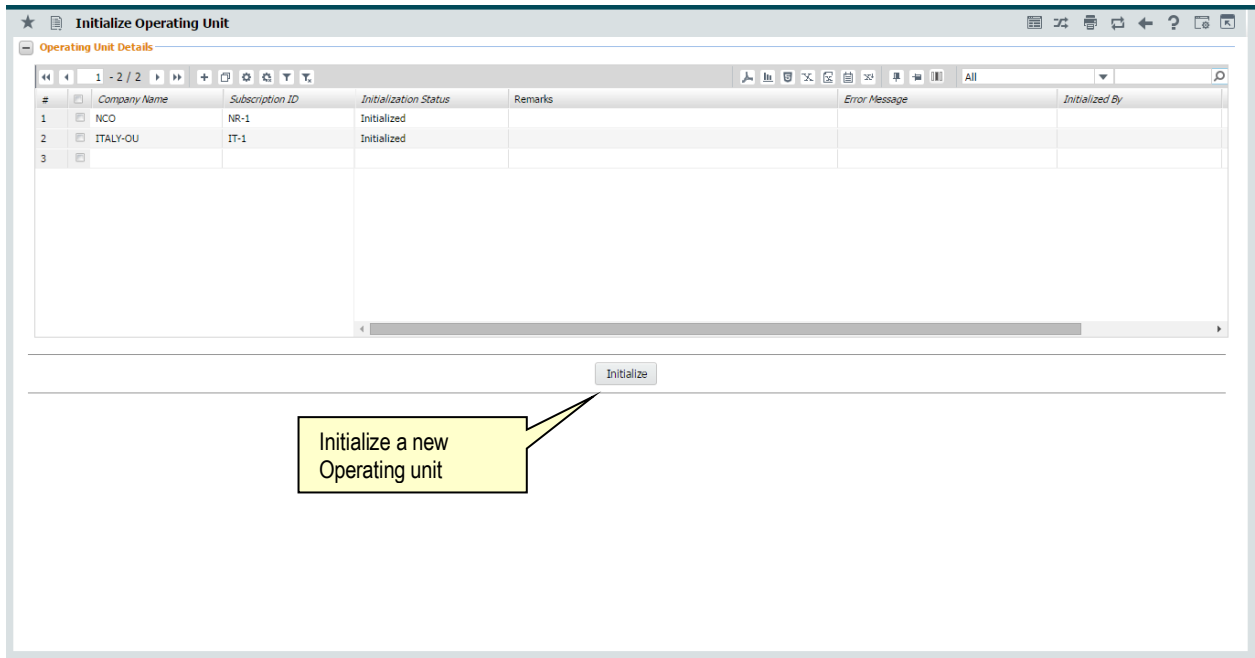 Initialize Operating Unit
Operating Unit Details
1 - 2 / 2 All
# Company Name Subscription ID Initialization Status Remarks Error Message Initialized By
1 NCO NR-1 Initialized
2 ITALY-OU IT-1 Initialized
3
Initialize
Initialize a new
Operating unit